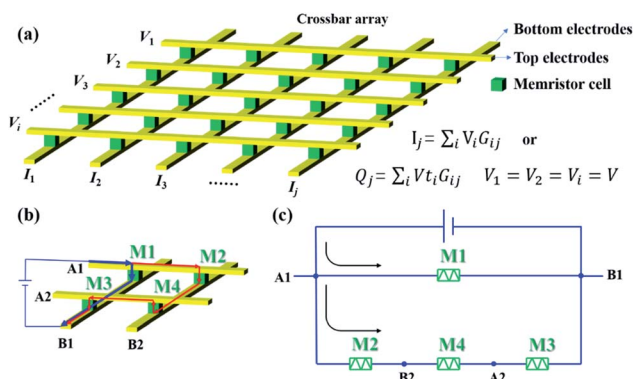 (a)
Crossbar array
Bottom electrodes
Top electrodes
Memristor cell
V₁
V₂
V₃
......
Vᵢ
I₁
I₂
I₃
......
Iⱼ
Iⱼ= ∑ᵢ VᵢGᵢⱼ or
Qⱼ= ∑ᵢ VtᵢGᵢⱼ V₁ = V₂ = Vᵢ = V
(b)
A1
M1
M2
A2
M3
M4
B1
B2
(c)
A1
M1
B1
M2
M4
M3
B2
A2